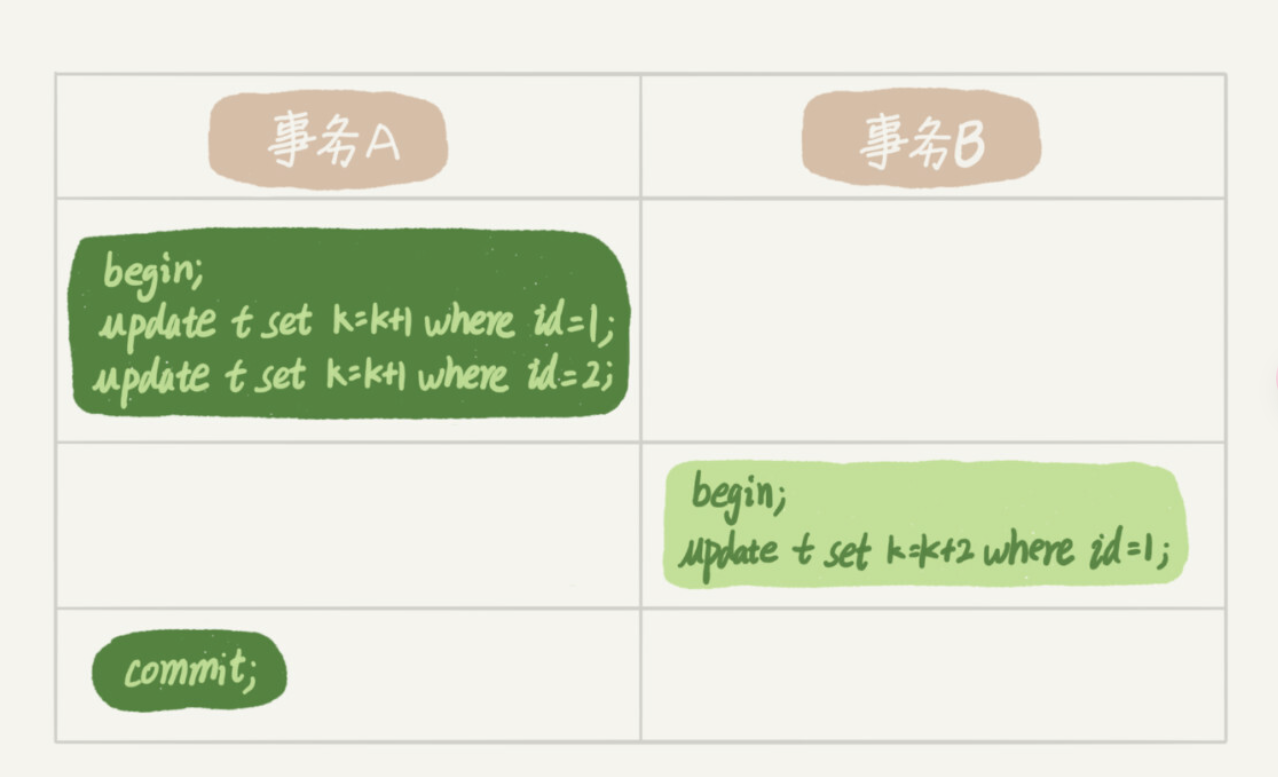 事务A
事务B
begin;
update t set k=k+1 where id=1;
update t set k=k+1 where id=2;
begin;
update t set k=k+2 where id=1;
commit;